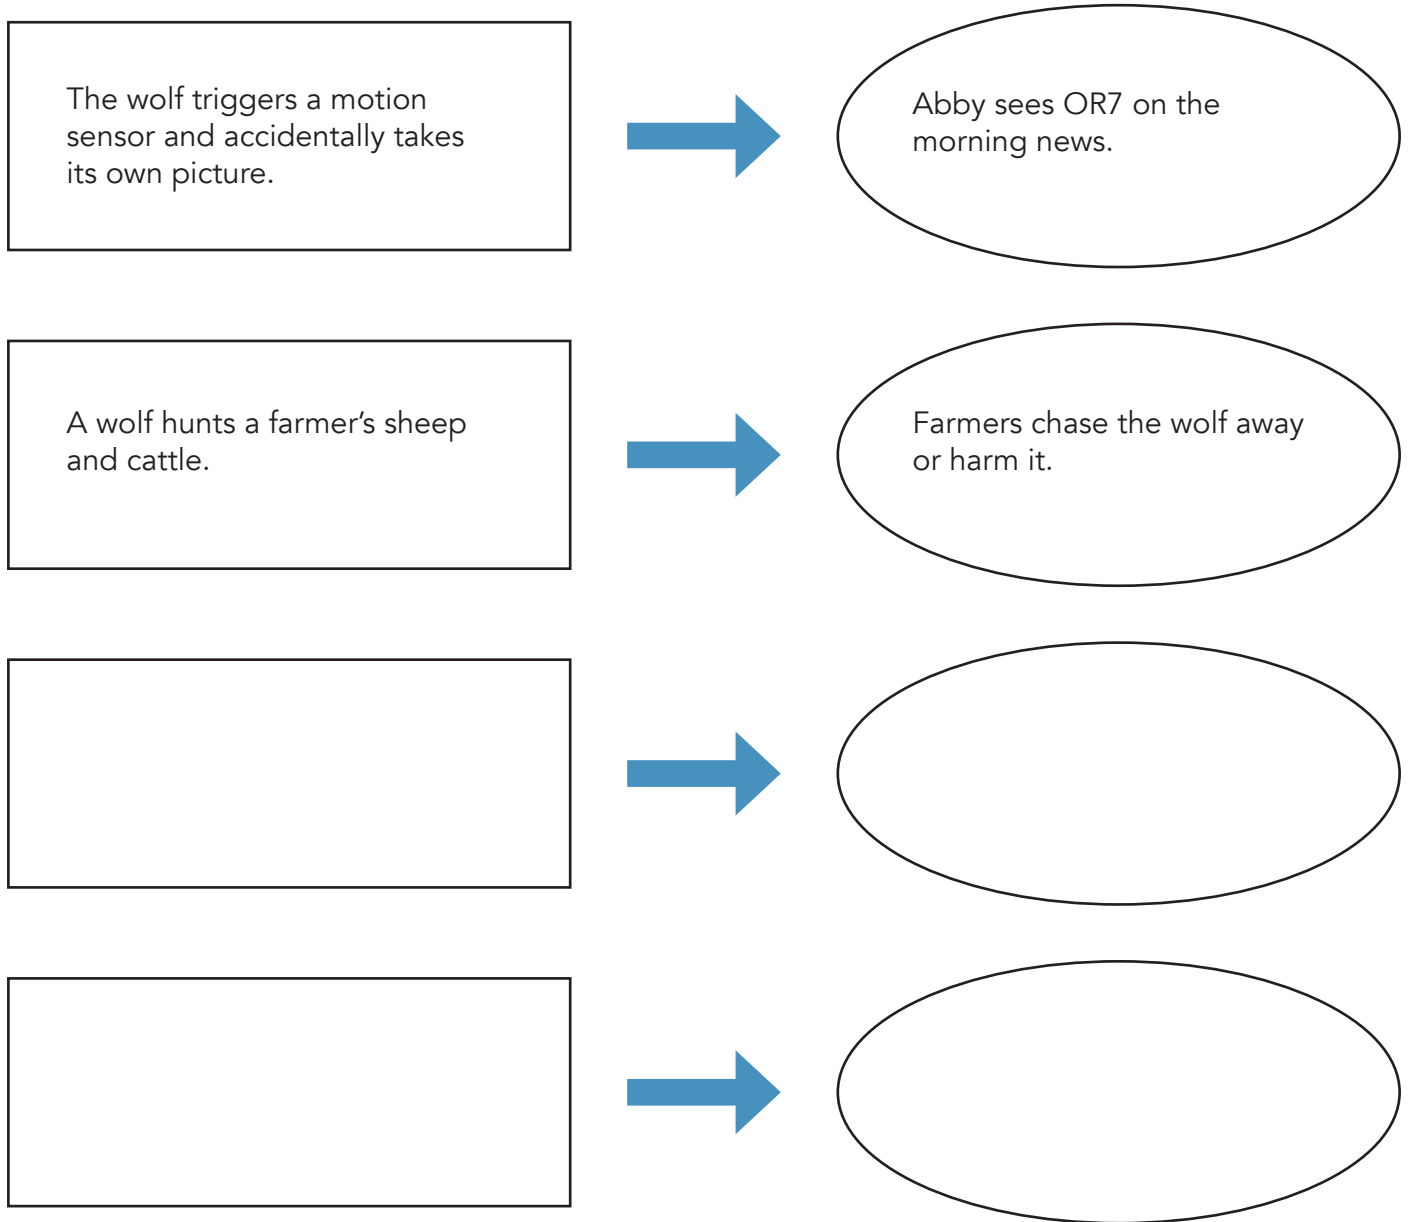 The wolf triggers a motion
sensor and accidentally takes
its own picture.
Abby sees OR7 on the
morning news.
A wolf hunts a farmer’s sheep
and cattle.
Farmers chase the wolf away
or harm it.